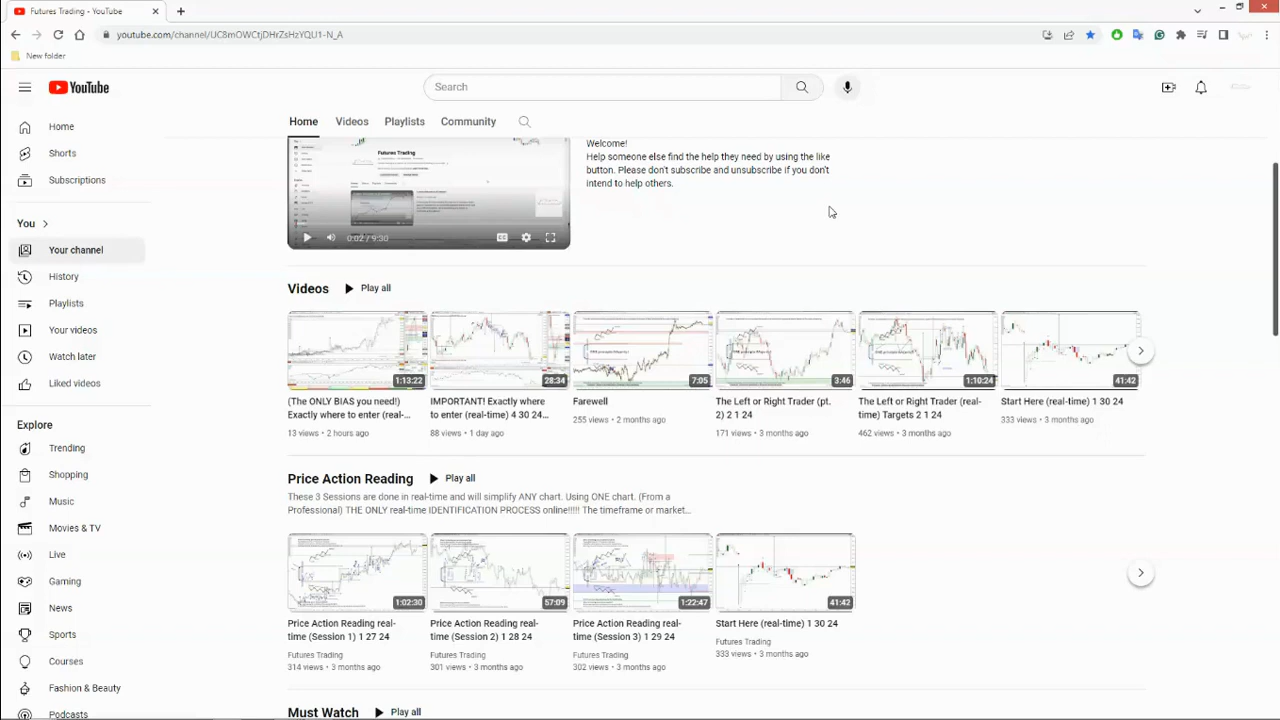 Futures Trading - YouTube
youtube.com/channel/UC8mOWCtjDHrZsHzYQU1-N_A
New folder
YouTube
Search
Home
Videos
Playlists
Community
Home
Shorts
Subscriptions
You
Your channel
History
Playlists
Your videos
Watch later
Liked videos
Explore
Trending
Shopping
Music
Movies & TV
Live
Gaming
News
Sports
Courses
Fashion & Beauty
Podcasts
Futures Trading
0:02 / 9:30
Welcome!
Help someone else find the help they need by using the like
button. Please don't subscribe and unsubscribe if you don't
intend to help others.
Videos
Play all
1:13:22
28:34
7:05
3:46
1:10:24
41:42
(The ONLY BIAS you need!)
Exactly where to enter (real-...
13 views • 2 hours ago
IMPORTANT! Exactly where
to enter (real-time) 4 30 24...
88 views • 1 day ago
Farewell
255 views • 2 months ago
The Left or Right Trader (pt.
2) 2 1 24
171 views • 3 months ago
The Left or Right Trader (real-
time) Targets 2 1 24
462 views • 3 months ago
Start Here (real-time) 1 30 24
333 views • 3 months ago
Price Action Reading
Play all
These 3 Sessions are done in real-time and will simplify ANY chart. Using ONE chart. (From a
Professional) THE ONLY real-time IDENTIFICATION PROCESS online!!!!! The timeframe or market...
1:02:30
57:09
1:22:47
41:42
Price Action Reading real-
time (Session 1) 1 27 24
Futures Trading
314 views • 3 months ago
Price Action Reading real-
time (Session 2) 1 28 24
Futures Trading
301 views • 3 months ago
Price Action Reading real-
time (Session 3) 1 29 24
Futures Trading
302 views • 3 months ago
Start Here (real-time) 1 30 24
Futures Trading
333 views • 3 months ago
Must Watch
Play all